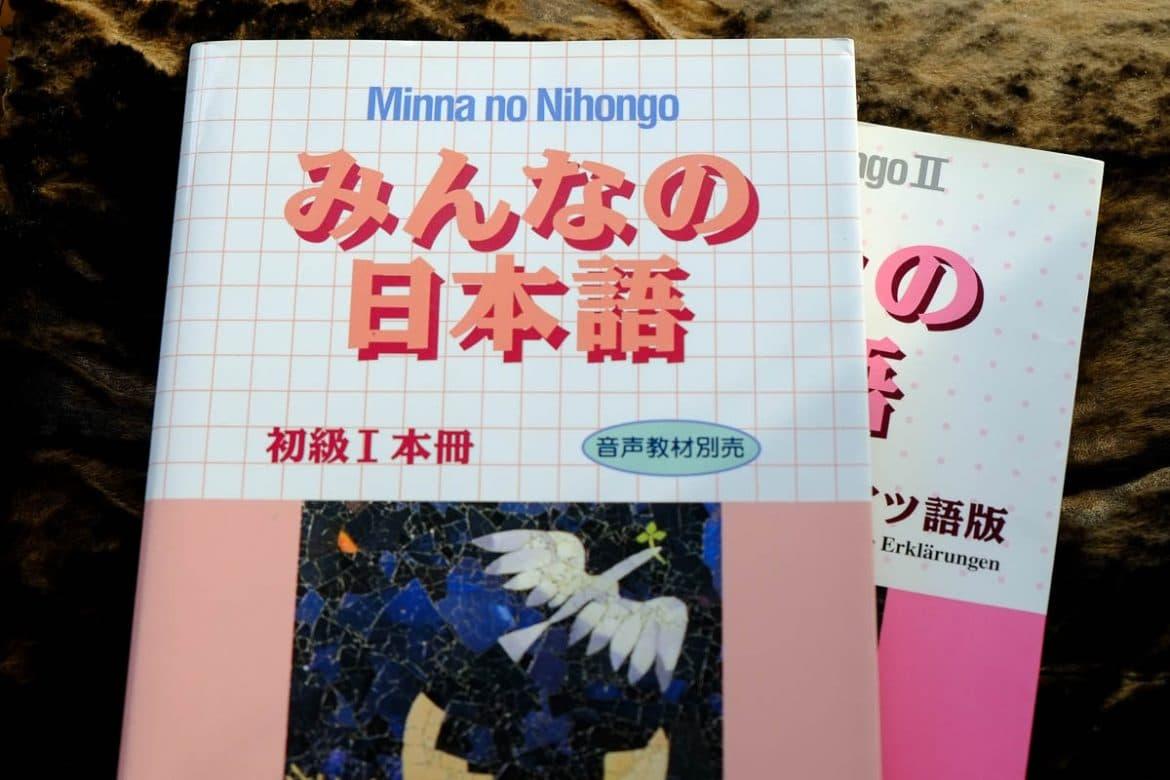 Minna no Nihongo
みんなの
日本語
初級Ⅰ本冊
音声教材別売
ngo Ⅱ
の
語
ツ語版
Erklärungen